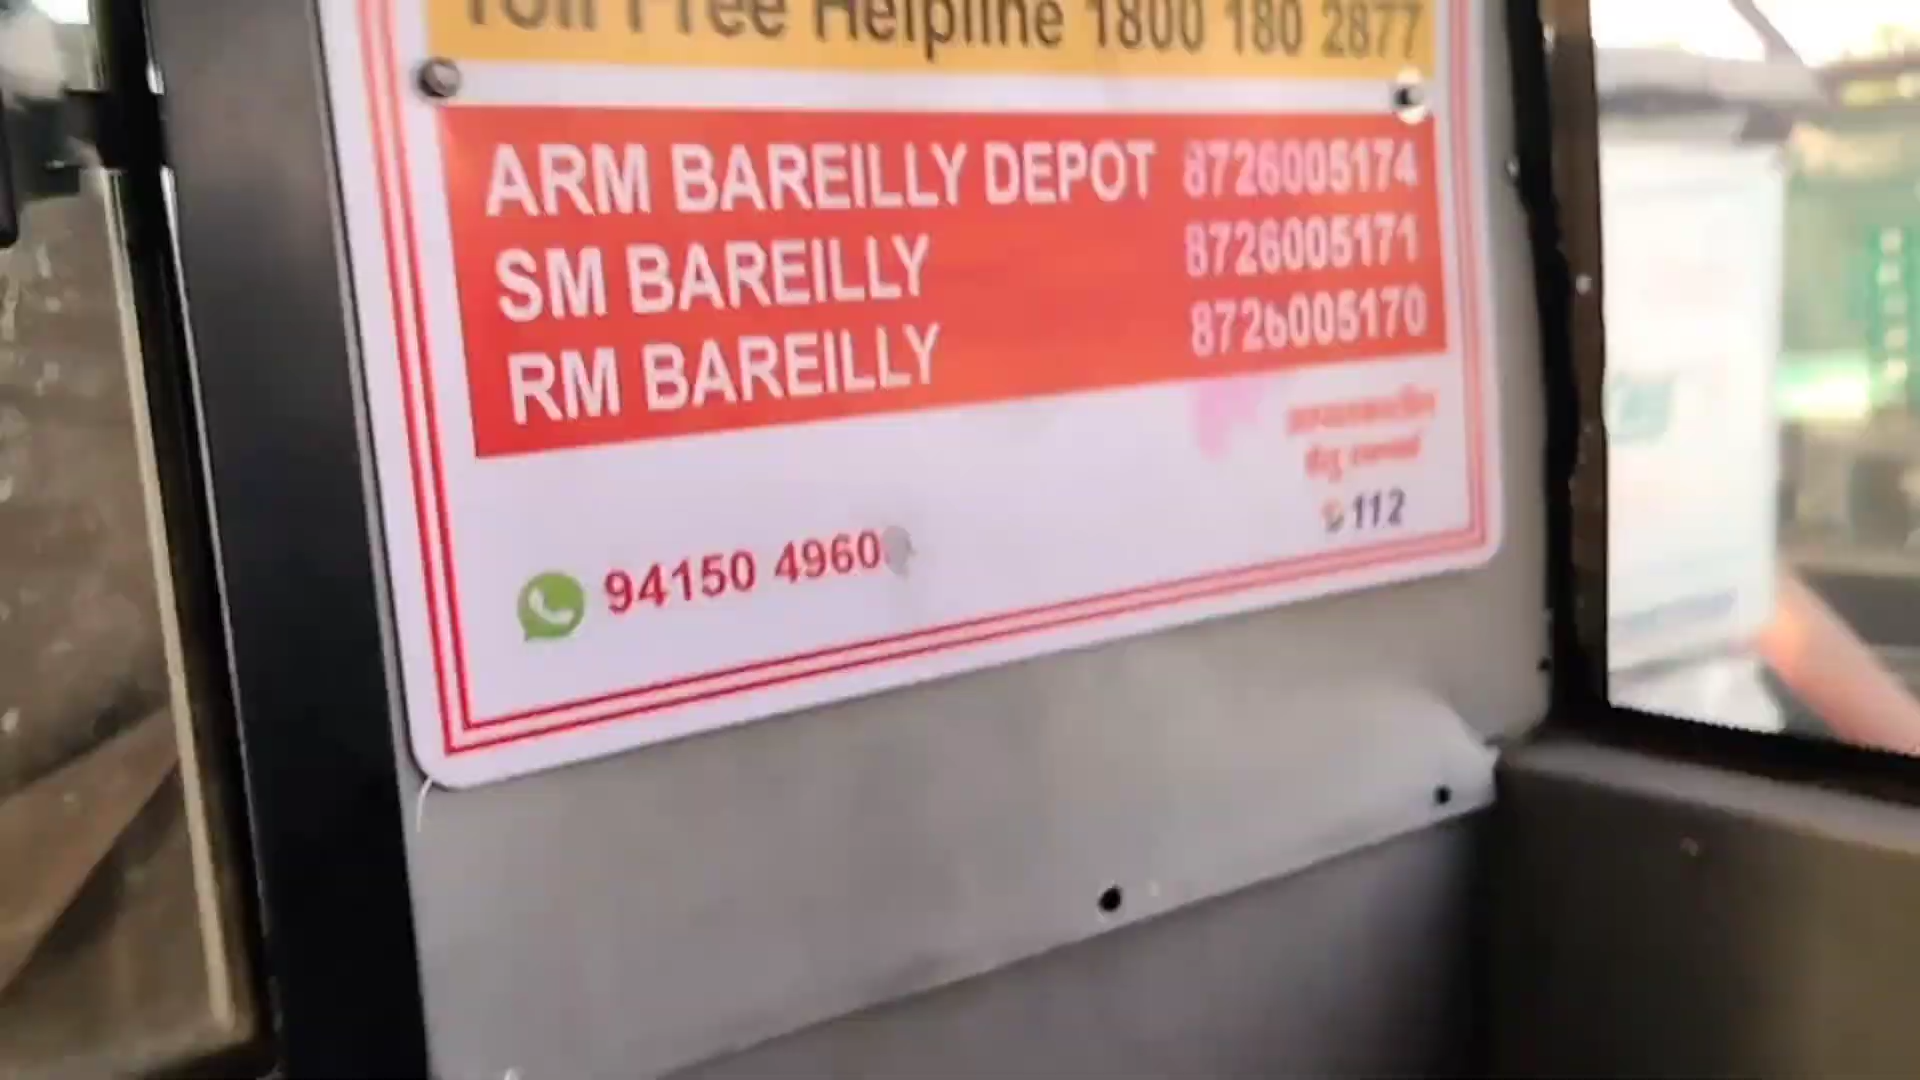 Toll Free Helpline 1800 180 2877
ARM BAREILLY DEPOT 8726005174
SM BAREILLY 8726005171
RM BAREILLY 8726005170
112
94150 4960